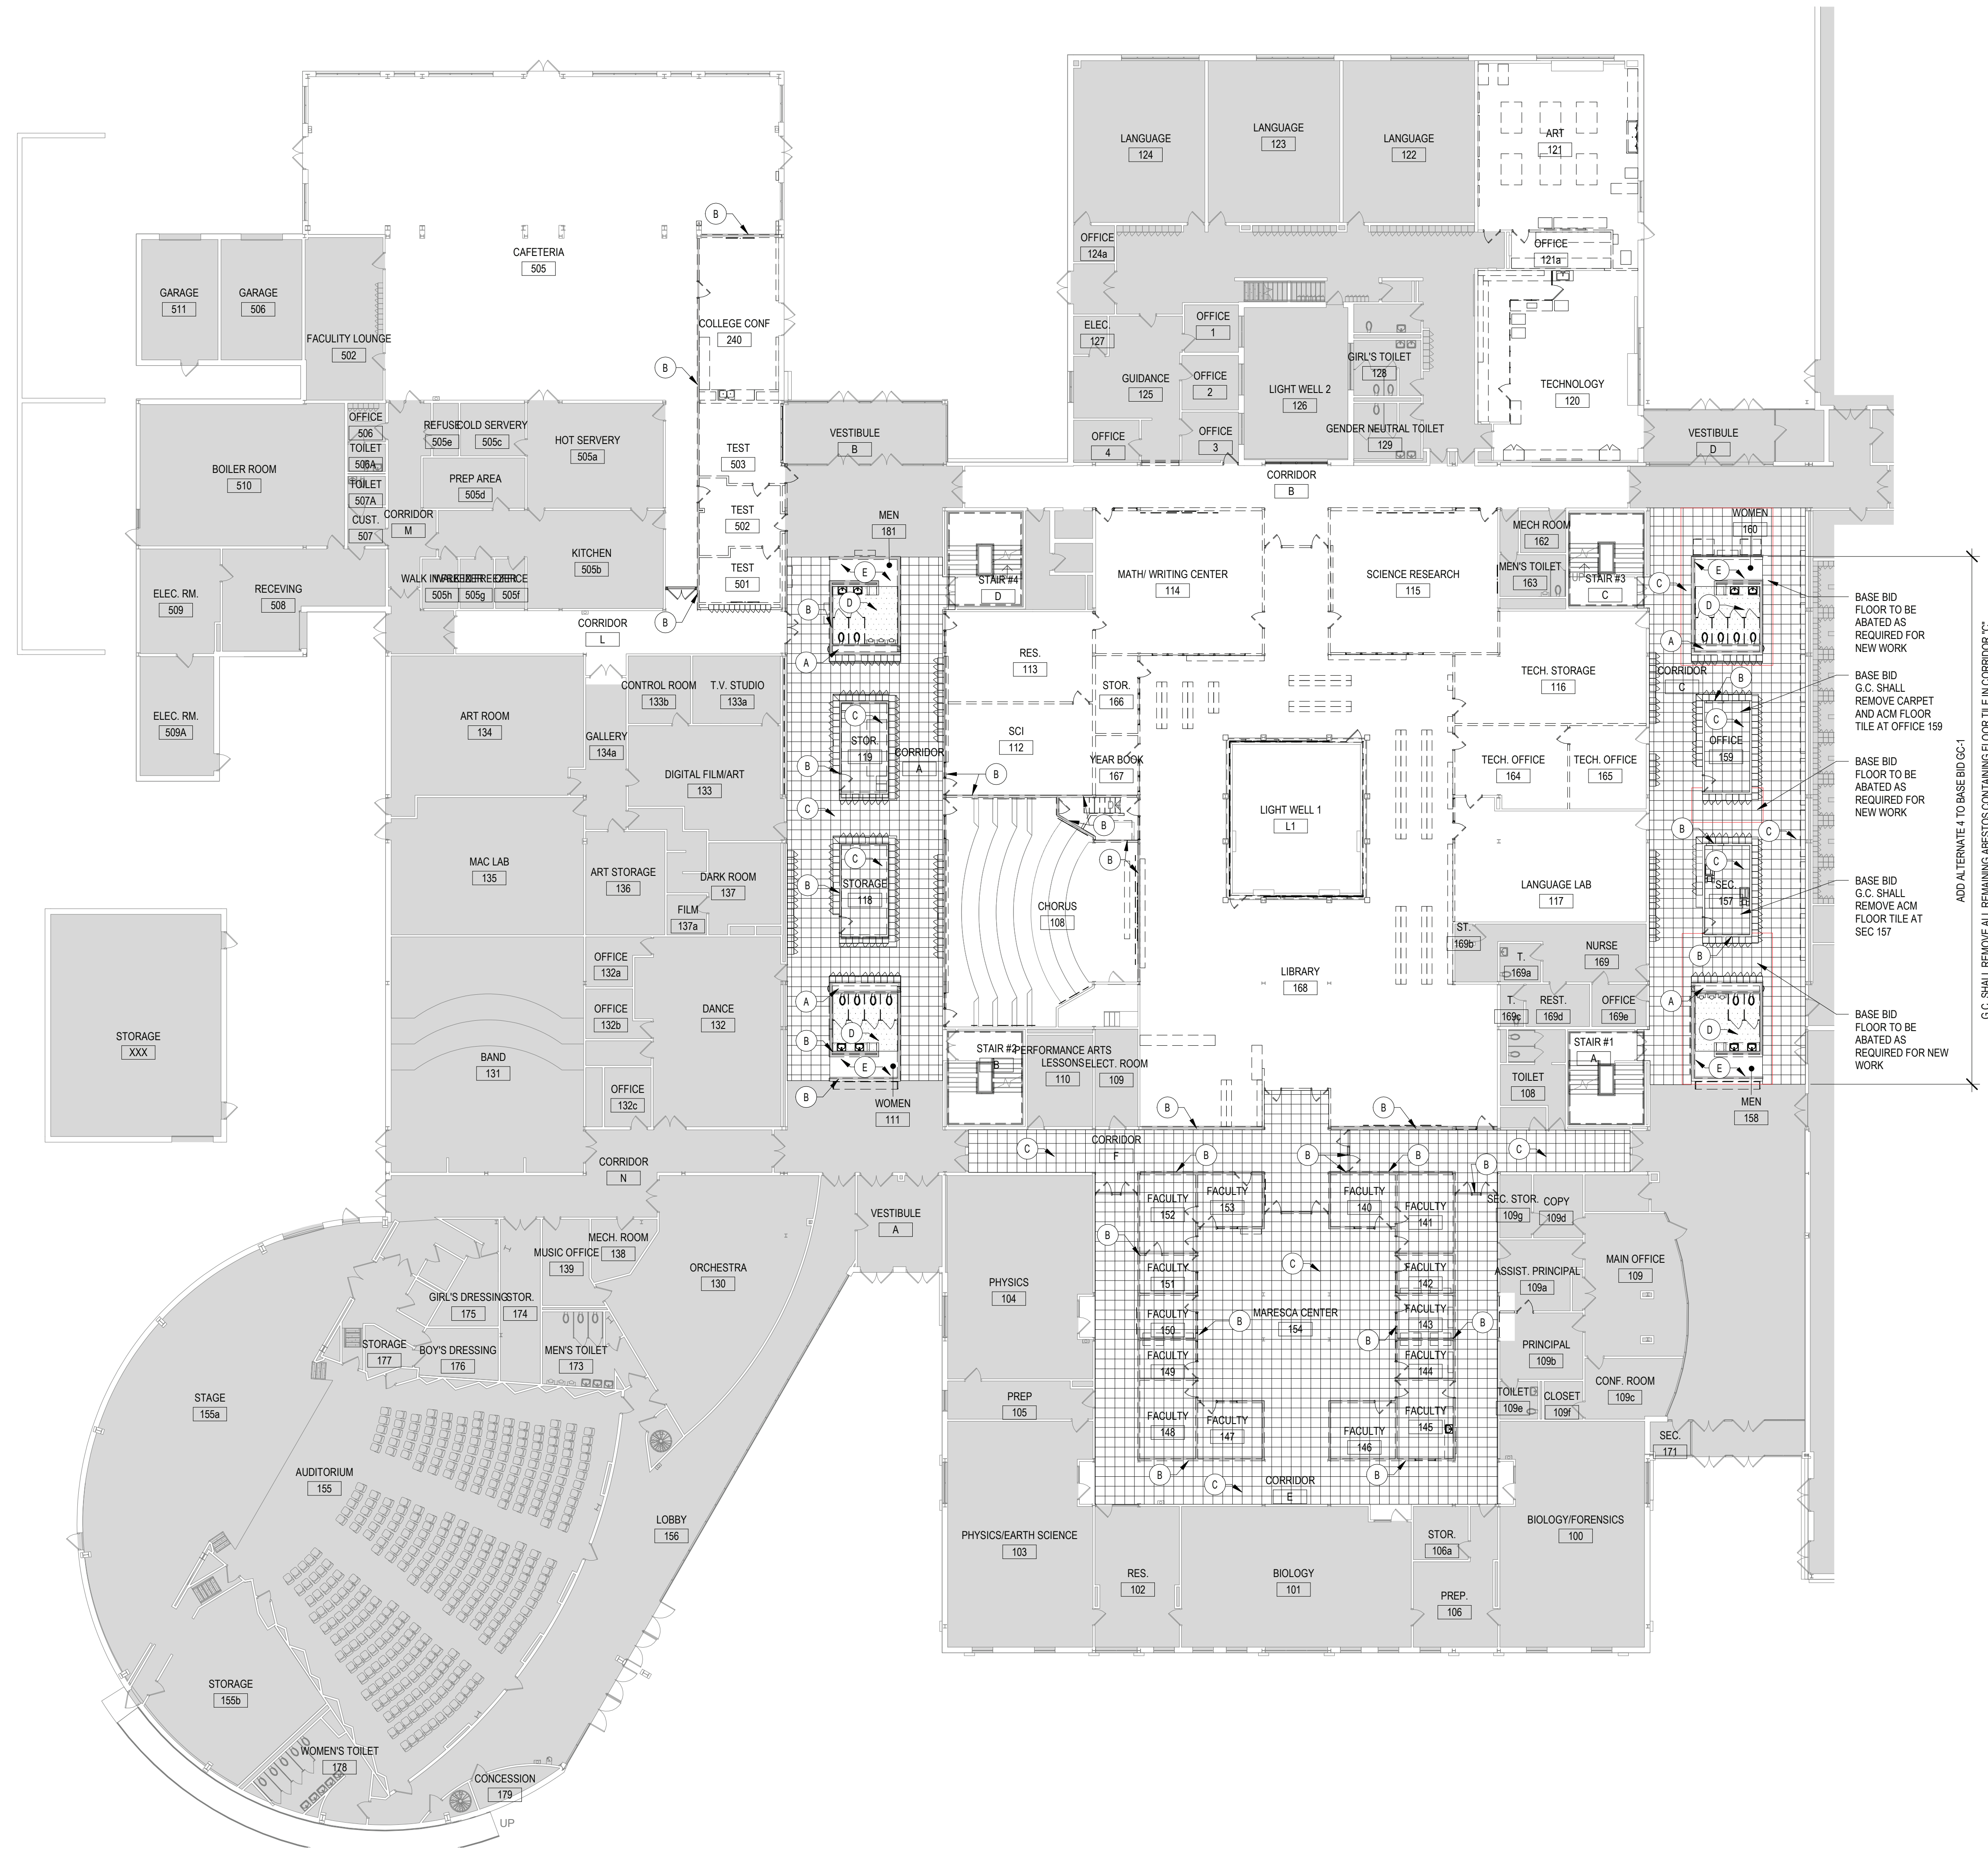 LANGUAGE
124
LANGUAGE
123
LANGUAGE
122
ART
121
B
OFFICE
124a
OFFICE
121a
CAFETERIA
505
GARAGE
511
GARAGE
506
FACULITY LOUNGE
502
COLLEGE CONF
240
B
ELEC.
127
OFFICE
1
OFFICE
2
OFFICE
3
OFFICE
4
GUIDANCE
125
LIGHT WELL 2
126
GIRL'S TOILET
128
GENDER NEUTRAL TOILET
129
TECHNOLOGY
120
BOILER ROOM
510
OFFICE
506
TOILET
506A
TOILET
507A
CUST.
507
CORRIDOR
M
REFUSE
505e
COLD SERVERY
505c
HOT SERVERY
505a
PREP AREA
505d
KITCHEN
505b
505h
505g
505f
TEST
503
TEST
502
TEST
501
B
VESTIBULE
B
VESTIBULE
D
CORRIDOR
B
MEN
181
E
D
B
A
STAIR #4
D
MATH/ WRITING CENTER
114
SCIENCE RESEARCH
115
MECH ROOM
162
MEN'S TOILET
163
UP
STAIR #3
C
WOMEN
160
C
E
D
A
ELEC. RM.
509
RECEVING
508
ELEC. RM.
509A
CORRIDOR
L
ART ROOM
134
GALLERY
134a
CONTROL ROOM
133b
T.V. STUDIO
133a
DIGITAL FILM/ART
133
MAC LAB
135
ART STORAGE
136
DARK ROOM
137
FILM
137a
C
STOR.
119
B
CORRIDOR
A
B
C
C
STORAGE
118
B
RES.
113
SCI
112
STOR.
166
YEAR BOOK
167
B
B
CHORUS
108
LIGHT WELL 1
L1
LIBRARY
168
TECH. STORAGE
116
TECH. OFFICE
164
TECH. OFFICE
165
LANGUAGE LAB
117
CORRIDOR
C
B
C
OFFICE
159
B
C
C
SEC.
157
B
BASE BID
FLOOR TO BE
ABATED AS
REQUIRED FOR
NEW WORK
BASE BID
G.C. SHALL
REMOVE CARPET
AND ACM FLOOR
TILE AT OFFICE 159
BASE BID
FLOOR TO BE
ABATED AS
REQUIRED FOR
NEW WORK
BASE BID
G.C. SHALL
REMOVE ACM
FLOOR TILE AT
SEC 157
BASE BID
FLOOR TO BE
ABATED AS
REQUIRED FOR NEW
WORK
ADD ALTERNATE 4 TO BASE BID GC-1
G.C. SHALL REMOVE ALL REMAINING ABESTOS CONTAINING FLOOR TILE IN CORRIDOR "C"
ST.
169b
T.
169a
NURSE
169
T.
169c
REST.
169d
OFFICE
169e
STAIR #1
A
TOILET
108
A
D
E
MEN
158
STORAGE
XXX
OFFICE
132a
OFFICE
132b
OFFICE
132c
DANCE
132
BAND
131
A
D
B
E
B
WOMEN
111
STAIR #2
B
PERFORMANCE ARTS
LESSONS
110
ELECT. ROOM
109
B
B
C
CORRIDOR
F
C
B
B
B
B
CORRIDOR
N
VESTIBULE
A
FACULTY
152
FACULTY
153
FACULTY
140
FACULTY
141
B
FACULTY
151
FACULTY
142
C
FACULTY
150
FACULTY
143
B
MARESCA CENTER
154
B
B
FACULTY
149
FACULTY
144
FACULTY
148
FACULTY
147
FACULTY
146
FACULTY
145
B
B
C
CORRIDOR
E
SEC. STOR.
109g
COPY
109d
ASSIST. PRINCIPAL
109a
MAIN OFFICE
109
PRINCIPAL
109b
TOILET
109e
CLOSET
109f
CONF. ROOM
109c
SEC.
171
PHYSICS
104
PREP
105
PHYSICS/EARTH SCIENCE
103
RES.
102
BIOLOGY
101
STOR.
106a
PREP.
106
BIOLOGY/FORENSICS
100
MUSIC OFFICE
139
MECH. ROOM
138
ORCHESTRA
130
GIRL'S DRESSING
175
STOR.
174
STORAGE
177
BOY'S DRESSING
176
MEN'S TOILET
173
STAGE
155a
AUDITORIUM
155
LOBBY
156
STORAGE
155b
WOMEN'S TOILET
178
CONCESSION
179
UP